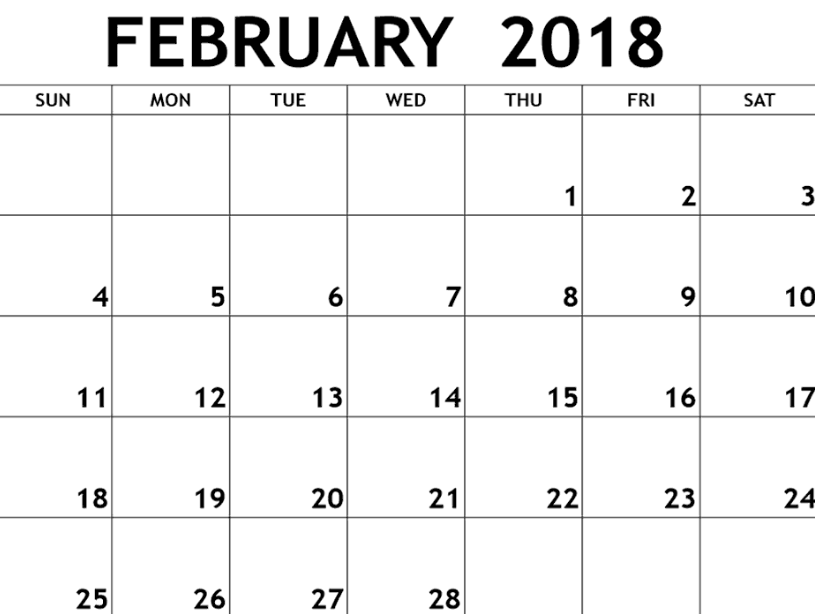 FEBRUARY 2018
SUN MON TUE WED THU FRI SAT
1 2 3
4 5 6 7 8 9 10
11 12 13 14 15 16 17
18 19 20 21 22 23 24
25 26 27 28